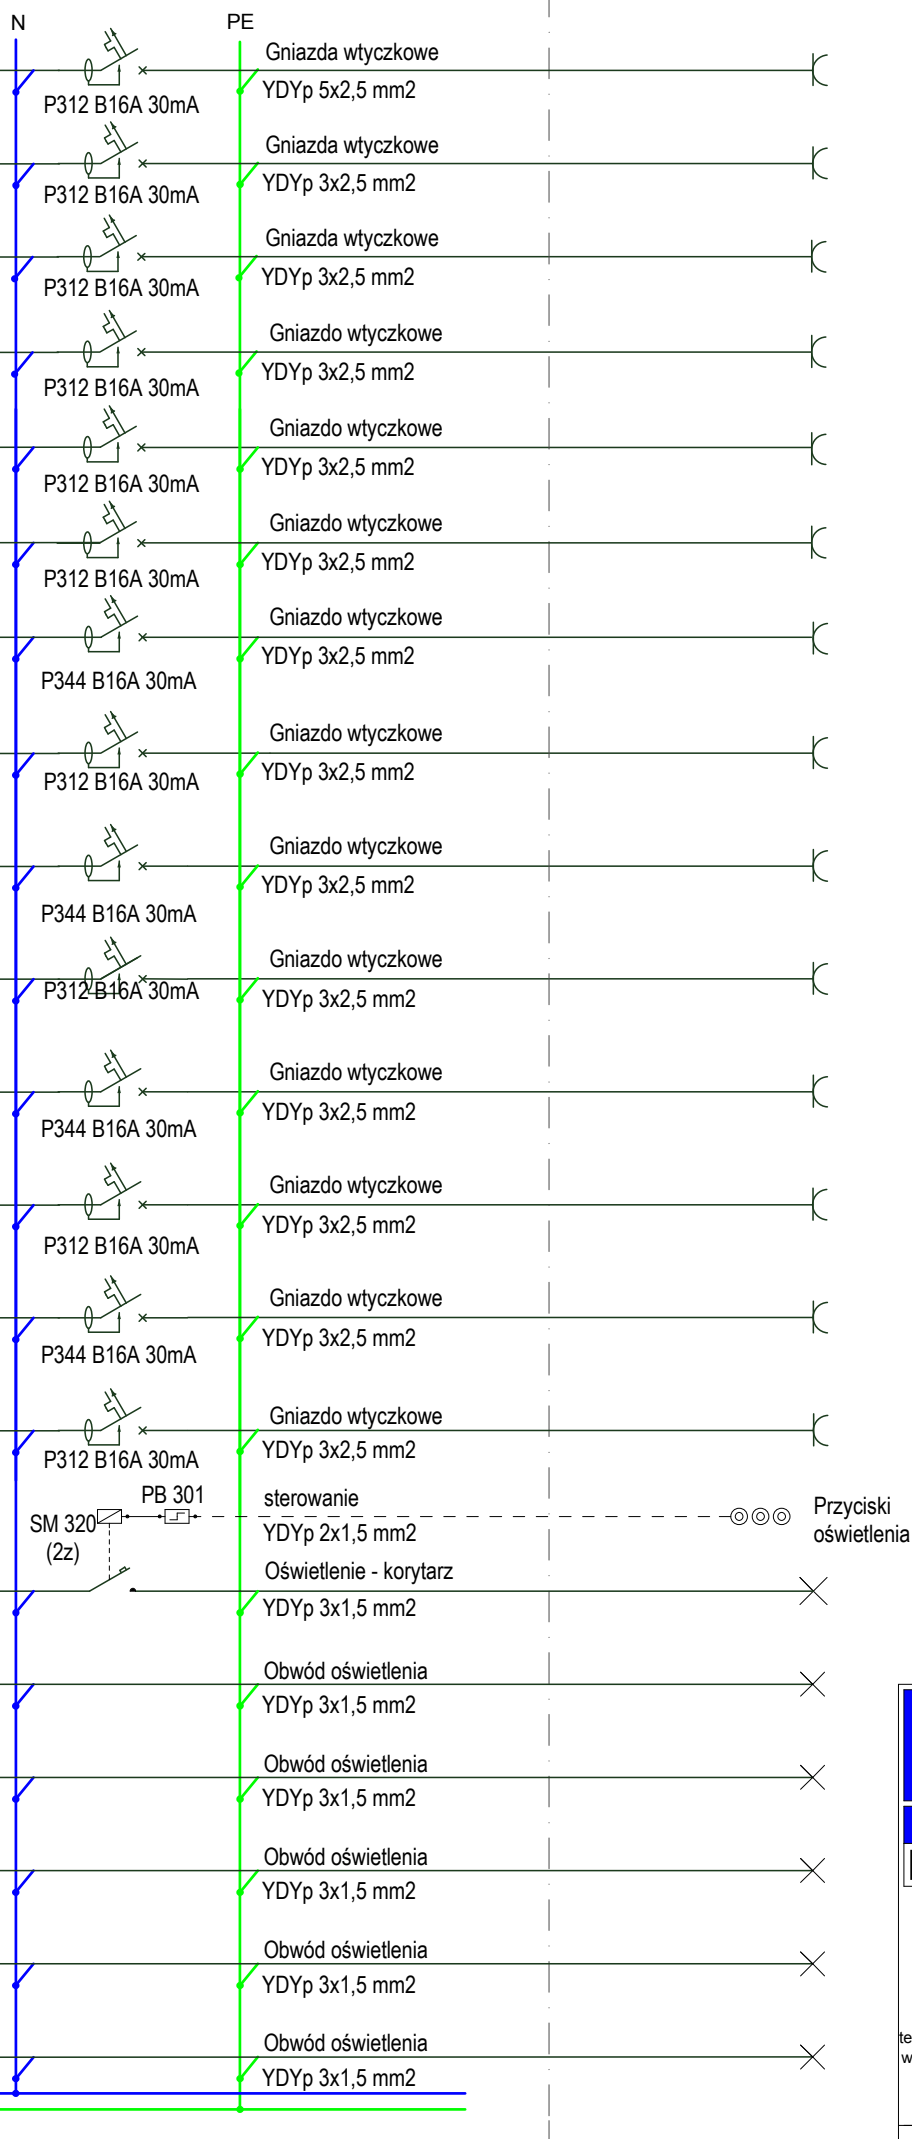 N
PE
Gniazda wtyczkowe
YDYp 5x2,5 mm2
P312 B16A 30mA
Gniazda wtyczkowe
YDYp 3x2,5 mm2
P312 B16A 30mA
Gniazda wtyczkowe
YDYp 3x2,5 mm2
P312 B16A 30mA
Gniazdo wtyczkowe
YDYp 3x2,5 mm2
P312 B16A 30mA
Gniazdo wtyczkowe
YDYp 3x2,5 mm2
P312 B16A 30mA
Gniazdo wtyczkowe
YDYp 3x2,5 mm2
P312 B16A 30mA
Gniazdo wtyczkowe
YDYp 3x2,5 mm2
P344 B16A 30mA
Gniazdo wtyczkowe
YDYp 3x2,5 mm2
P312 B16A 30mA
Gniazdo wtyczkowe
YDYp 3x2,5 mm2
P344 B16A 30mA
Gniazdo wtyczkowe
P312 B16A 30mA
YDYp 3x2,5 mm2
Gniazdo wtyczkowe
YDYp 3x2,5 mm2
P344 B16A 30mA
Gniazdo wtyczkowe
YDYp 3x2,5 mm2
P312 B16A 30mA
Gniazdo wtyczkowe
YDYp 3x2,5 mm2
P344 B16A 30mA
Gniazdo wtyczkowe
YDYp 3x2,5 mm2
P312 B16A 30mA
PB 301
sterowanie
SM 320
(2z)
YDYp 2x1,5 mm2
Przyciski
oświetlenia
Oświetlenie - korytarz
YDYp 3x1,5 mm2
Obwód oświetlenia
YDYp 3x1,5 mm2
Obwód oświetlenia
YDYp 3x1,5 mm2
Obwód oświetlenia
YDYp 3x1,5 mm2
Obwód oświetlenia
YDYp 3x1,5 mm2
Obwód oświetlenia
YDYp 3x1,5 mm2
te
w